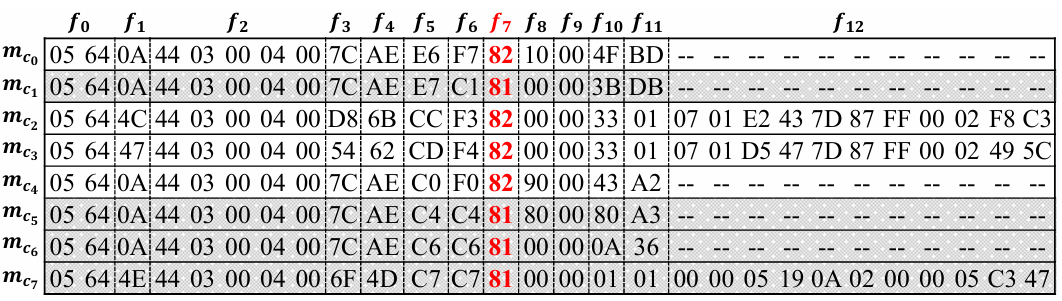 f0 f1 f2 f3 f4 f5 f6 f7 f8 f9 f10 f11 f12
mc0 05 64 0A 44 03 00 04 00 7C AE E6 F7 82 10 00 4F BD -- -- -- -- -- -- -- -- -- -- --
mc1 05 64 0A 44 03 00 04 00 7C AE E7 C1 81 00 00 3B DB -- -- -- -- -- -- -- -- -- -- --
mc2 05 64 4C 44 03 00 04 00 D8 6B CC F3 82 00 00 33 01 07 01 E2 43 7D 87 FF 00 02 F8 C3
mc3 05 64 47 44 03 00 04 00 54 62 CD F4 82 00 00 33 01 07 01 D5 47 7D 87 FF 00 02 49 5C
mc4 05 64 0A 44 03 00 04 00 7C AE C0 F0 82 90 00 43 A2 -- -- -- -- -- -- -- -- -- -- --
mc5 05 64 0A 44 03 00 04 00 7C AE C4 C4 81 80 00 80 A3 -- -- -- -- -- -- -- -- -- -- --
mc6 05 64 0A 44 03 00 04 00 7C AE C6 C6 81 00 00 0A 36 -- -- -- -- -- -- -- -- -- -- --
mc7 05 64 4E 44 03 00 04 00 6F 4D C7 C7 81 00 00 01 01 00 00 05 19 0A 02 00 00 05 C3 47